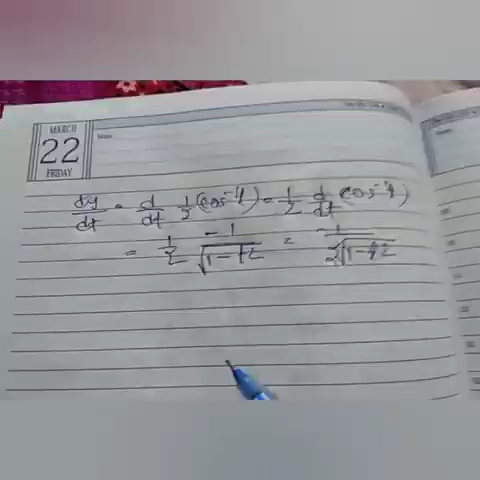 MARCH
22
FRIDAY
Notes
dy/dt = d/dt 1/2 (cos⁻¹t) = 1/2 d/dt (cos⁻¹t)
= 1/2 -1/√1-t2 = -1/2√1-t2